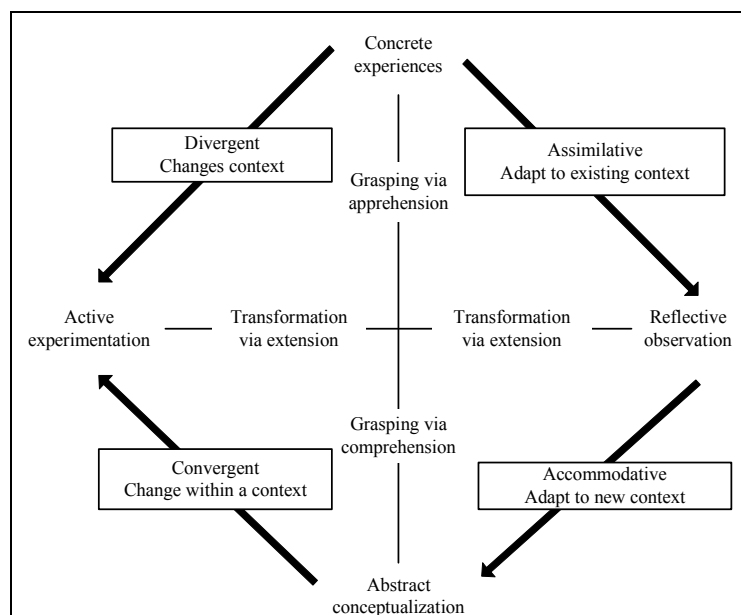 Concrete
experiences
Divergent
Changes context
Assimilative
Adapt to existing context
Grasping via
apprehension
Active
experimentation
Transformation
via extension
Transformation
via extension
Reflective
observation
Grasping via
comprehension
Convergent
Change within a context
Accommodative
Adapt to new context
Abstract
conceptualization